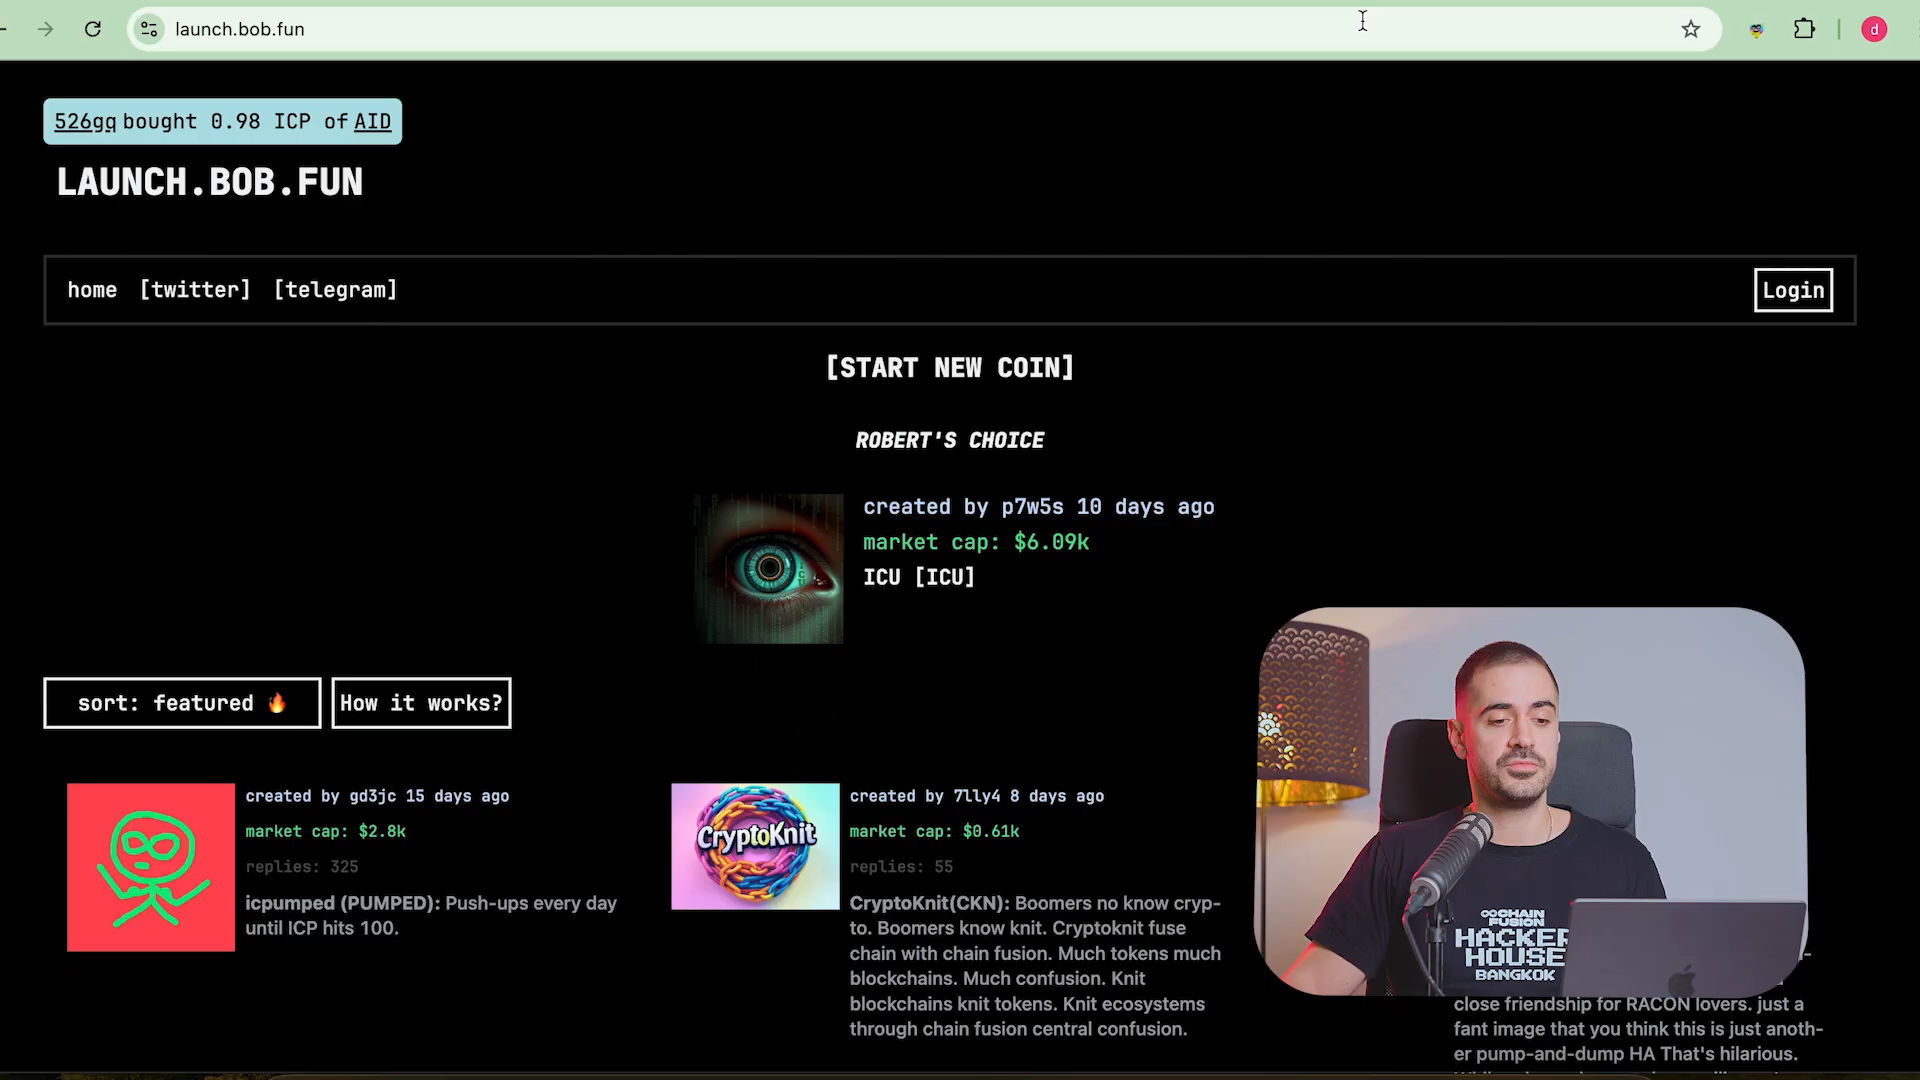 launch.bob.fun
d
526gq bought 0.98 ICP of AID
LAUNCH.BOB.FUN
home [twitter] [telegram]
Login
[START NEW COIN]
ROBERT'S CHOICE
created by p7w5s 10 days ago
market cap: $6.09k
ICU [ICU]
sort: featured 🔥
How it works?
created by gd3jc 15 days ago
market cap: $2.8k
replies: 325
icpumped (PUMPED): Push-ups every day
until ICP hits 100.
CryptoKnit
created by 7lly4 8 days ago
market cap: $0.61k
replies: 55
CryptoKnit(CKN): Boomers no know cryp-
to. Boomers know knit. Cryptoknit fuse
chain with chain fusion. Much tokens much
blockchains. Much confusion. Knit
blockchains knit tokens. Knit ecosystems
through chain fusion central confusion.
CHAIN
FUSION
HACKER
HOUSE
BANGKOK
close friendship for RACON lovers. just a
fant image that you think this is just anoth-
er pump-and-dump HA That's hilarious.